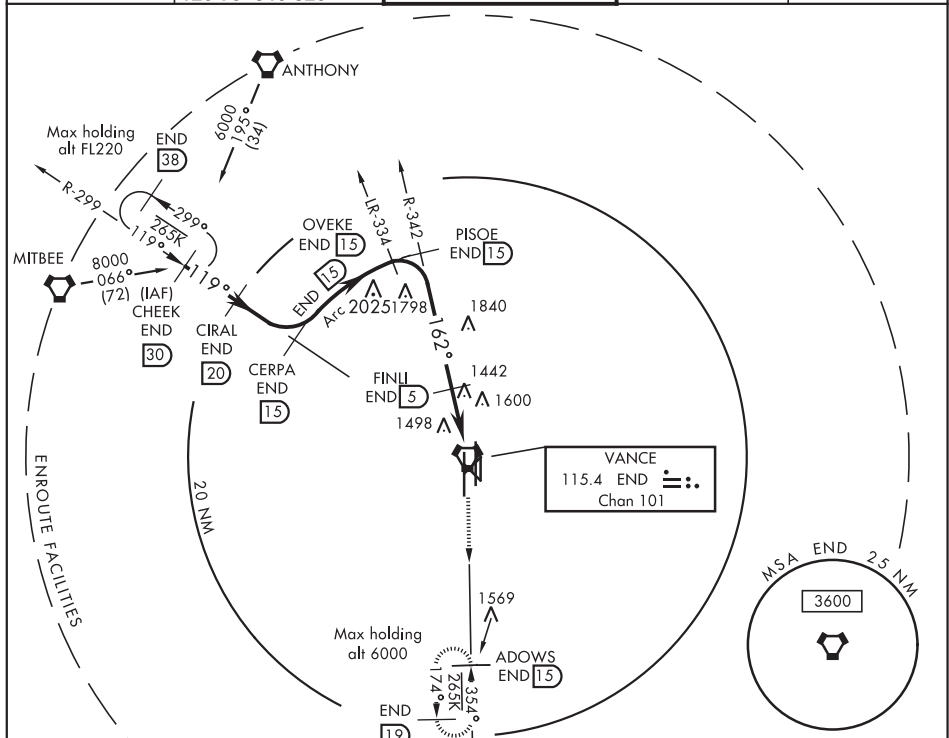 ANTHONY
6000
195°
(34)
Max holding
alt FL220
END
38
R-299
299°
265K
119°
MITBEE
8000
066°
(72)
(IAF)
CHEEK
END
30
119°
CIRAL
END
20
OVEKE
END 15
END 15
Arc
CERPA
END
15
LR-334
R-342
PISOE
END 15
2025
1798
1840
162°
FINLI
END 5
1442
1600
1498
VANCE
115.4 END
Chan 101
20 NM
ENROUTE FACILITIES
MSA END 25 NM
3600
1569
Max holding
alt 6000
ADOWS
END 15
174°
265K
354°
END
19